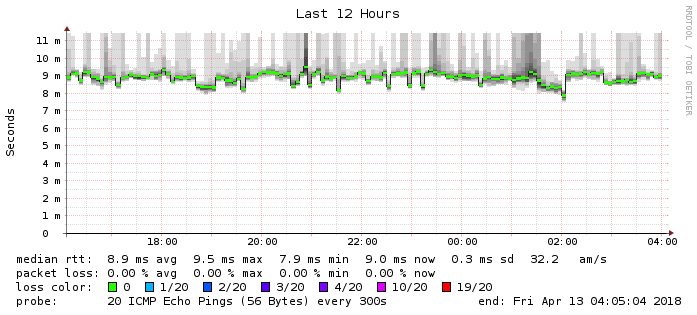 Last 12 Hours
RRDTOOL / TOBI OETIKER
Seconds
11 m
10 m
9 m
8 m
7 m
6 m
5 m
4 m
3 m
2 m
1 m
0
18:00 20:00 22:00 00:00 02:00 04:00
median rtt: 8.9 ms avg 9.5 ms max 7.9 ms min 9.0 ms now 0.3 ms sd 32.2 am/s
packet loss: 0.00 % avg 0.00 % max 0.00 % min 0.00 % now
loss color: 0 1/20 2/20 3/20 4/20 10/20 19/20
probe: 20 ICMP Echo Pings (56 Bytes) every 300s end: Fri Apr 13 04:05:04 2018